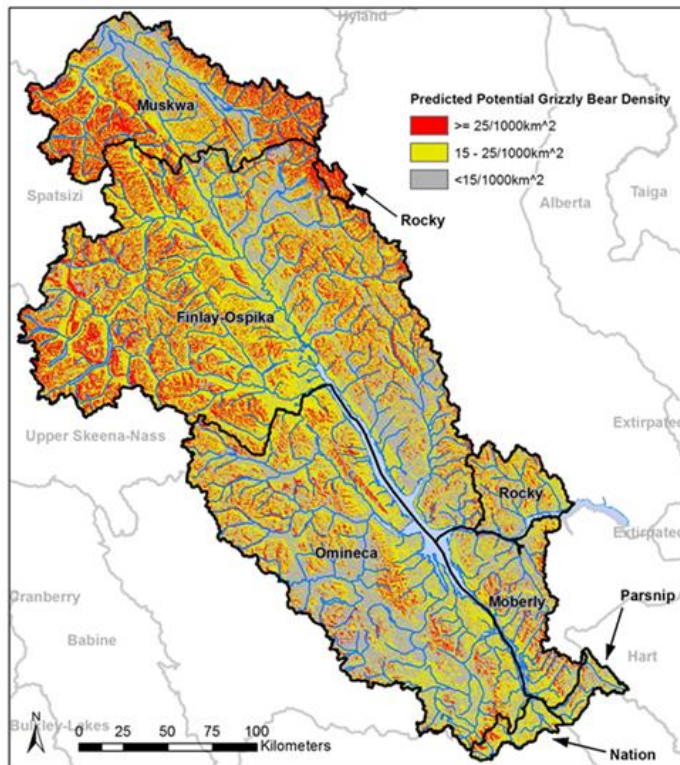 Hyland
Muskwa
Predicted Potential Grizzly Bear Density
>= 25/1000km^2
15 - 25/1000km^2
<15/1000km^2
Spatsizi
Alberta
Taiga
Rocky
Finlay-Ospika
Upper Skeena-Nass
Extirpated
Rocky
Omineca
Extirpated
Moberly
Parsnip
Cranberry
Babine
Hart
Bulkley-Lakes
N
0 25 50 75 100
Kilometers
Nation